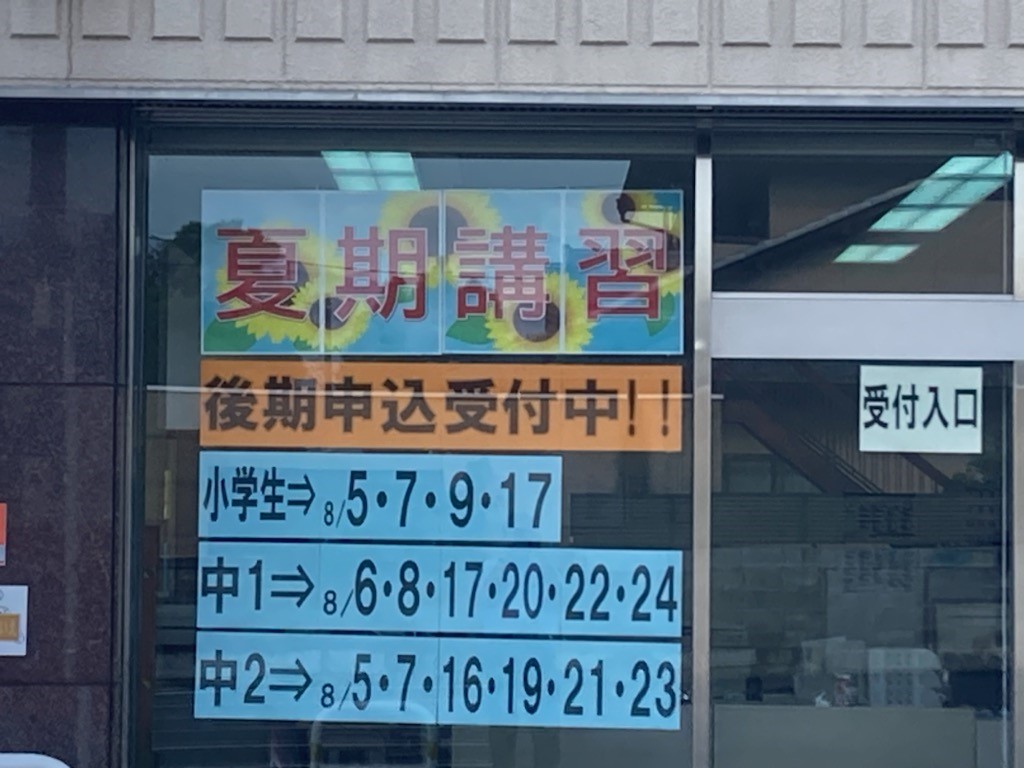 夏期講習
後期申込受付中!!
小学生⇒8/5・7・9・17
中1⇒8/6・8・17・20・22・24
中2⇒8/5・7・16・19・21・23
受付入口